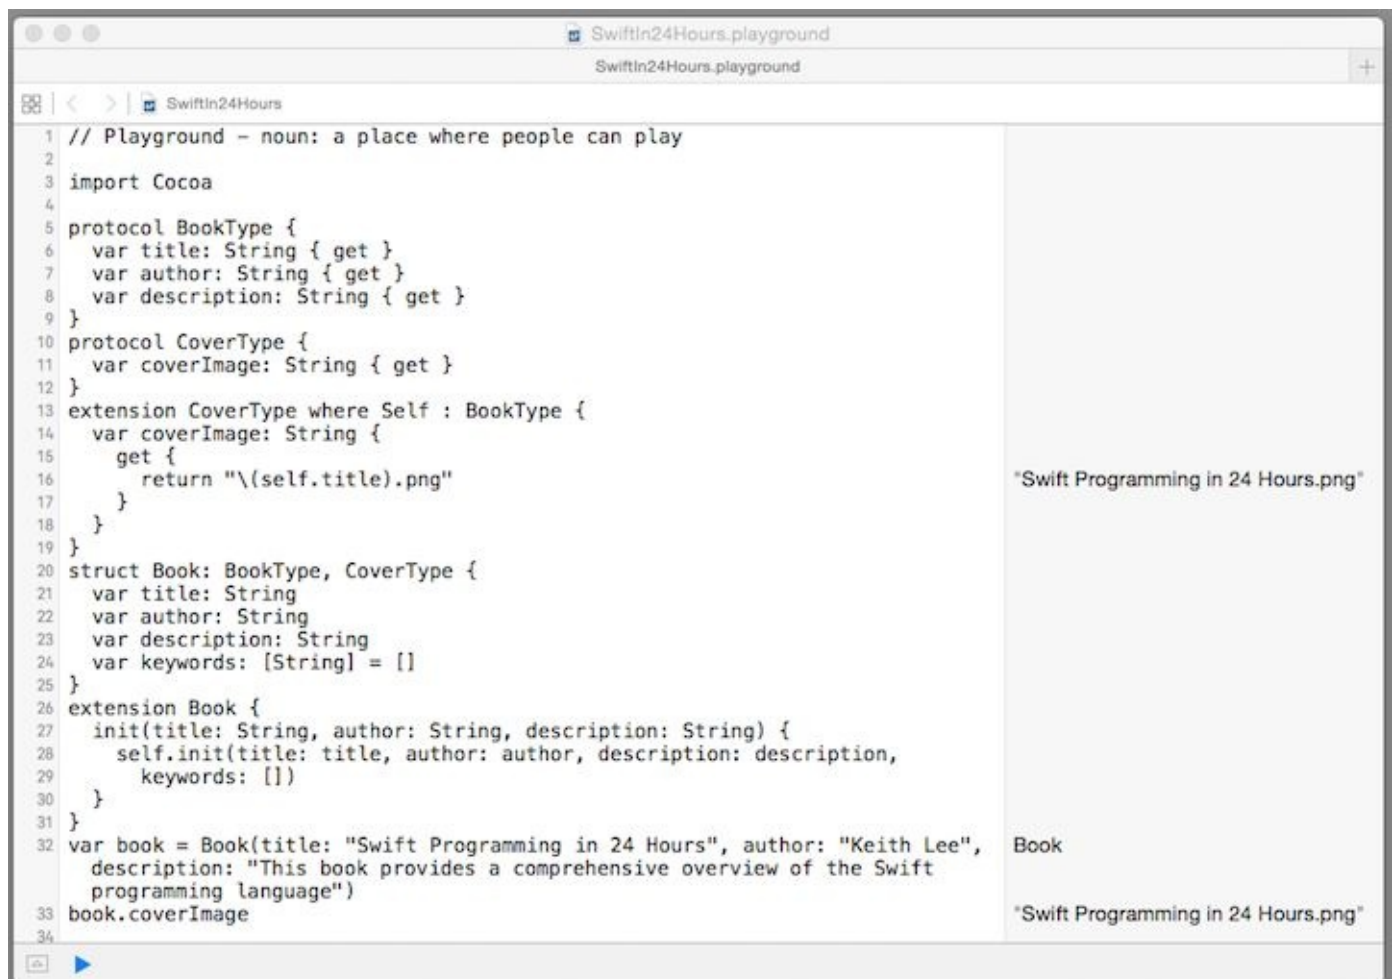 SwiftIn24Hours.playground
SwiftIn24Hours.playground
SwiftIn24Hours
1 // Playground – noun: a place where people can play
2
3 import Cocoa
4
5 protocol BookType {
6   var title: String { get }
7   var author: String { get }
8   var description: String { get }
9 }
10 protocol CoverType {
11   var coverImage: String { get }
12 }
13 extension CoverType where Self : BookType {
14   var coverImage: String {
15     get {
16       return "\(self.title).png" "Swift Programming in 24 Hours.png"
17     }
18   }
19 }
20 struct Book: BookType, CoverType {
21   var title: String
22   var author: String
23   var description: String
24   var keywords: [String] = []
25 }
26 extension Book {
27   init(title: String, author: String, description: String) {
28     self.init(title: title, author: author, description: description,
29       keywords: [])
30   }
31 }
32 var book = Book(title: "Swift Programming in 24 Hours", author: "Keith Lee", Book
description: "This book provides a comprehensive overview of the Swift
programming language")
33 book.coverImage "Swift Programming in 24 Hours.png"
34